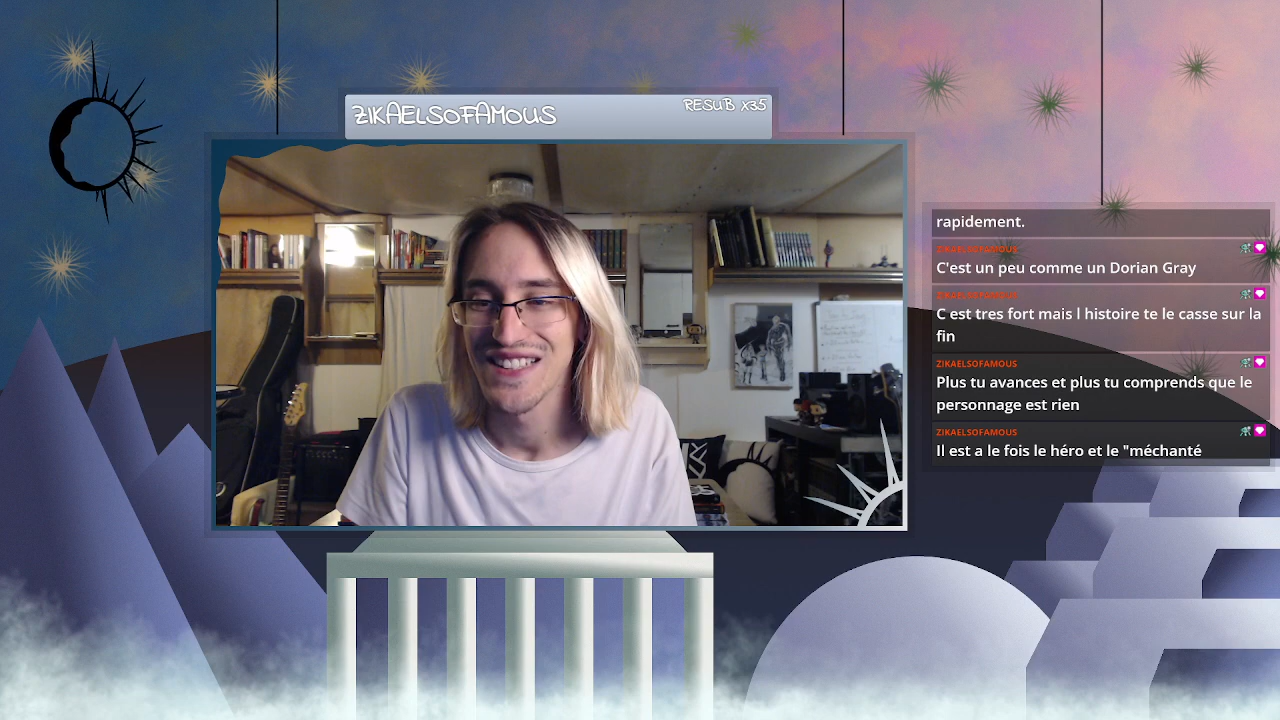 ZIKAELSOFAMOUS
RESUB X35
rapidement.
ZIKAELSOFAMOUS
C'est un peu comme un Dorian Gray
ZIKAELSOFAMOUS
C est tres fort mais l histoire te le casse sur la
fin
ZIKAELSOFAMOUS
Plus tu avances et plus tu comprends que le
personnage est rien
ZIKAELSOFAMOUS
Il est a le fois le héro et le "méchanté